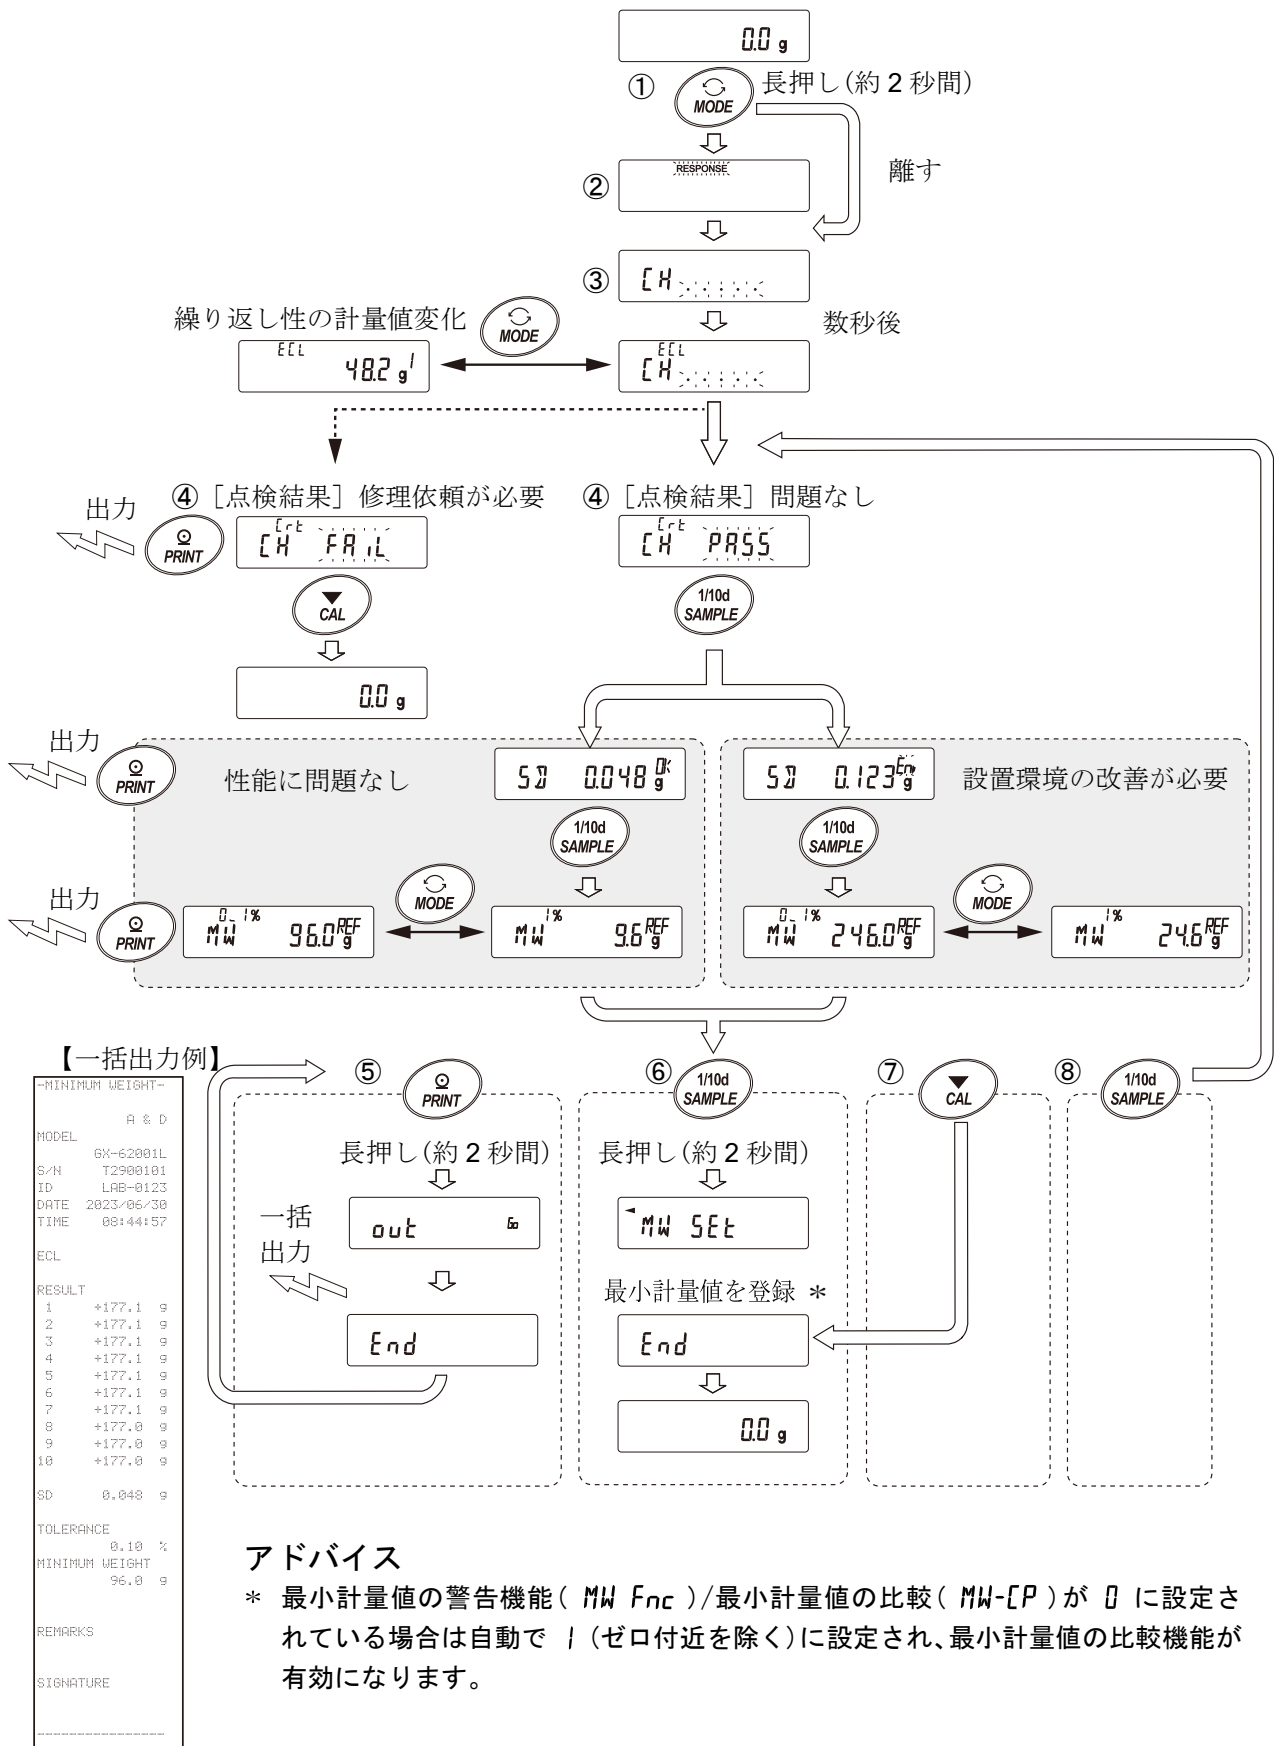 0.0 g
① MODE 長押し(約 2 秒間)
離す
② RESPONSE
③ CH
数秒後
繰り返し性の計量値変化 MODE
ECL
48.2 g
ECL
CH
出力 PRINT
④［点検結果］修理依頼が必要
Crt
CH FAiL
CAL
0.0 g
④［点検結果］問題なし
Crt
CH PASS
1/10d
SAMPLE
出力 PRINT
性能に問題なし
SD 0.048 g OK
1/10d
SAMPLE
SD 0.123 g Env
設置環境の改善が必要
1/10d
SAMPLE
出力 PRINT
MW 0_1% 96.0 g REF
MODE
MW 1% 9.6 g REF
MW 0_1% 246.0 g REF
MODE
MW 1% 24.6 g REF
⑤ PRINT
長押し(約 2 秒間)
out Go
一括
出力
End
⑥ 1/10d
SAMPLE
長押し(約 2 秒間)
MW SEt
最小計量値を登録 ＊
End
0.0 g
⑦ CAL
⑧ 1/10d
SAMPLE
【一括出力例】
-MINIMUM WEIGHT-
A & D
MODEL
GX-62001L
S/N T2900101
ID LAB-0123
DATE 2023/06/30
TIME 08:44:57
ECL
RESULT
1 +177.1 g
2 +177.1 g
3 +177.1 g
4 +177.1 g
5 +177.1 g
6 +177.1 g
7 +177.1 g
8 +177.0 g
9 +177.0 g
10 +177.0 g
SD 0.048 g
TOLERANCE
0.10 %
MINIMUM WEIGHT
96.0 g
REMARKS
SIGNATURE
----------------
アドバイス
＊ 最小計量値の警告機能( MW Fnc )/最小計量値の比較( MW-CP )が 0 に設定さ
れている場合は自動で 1 (ゼロ付近を除く)に設定され、最小計量値の比較機能が
有効になります。